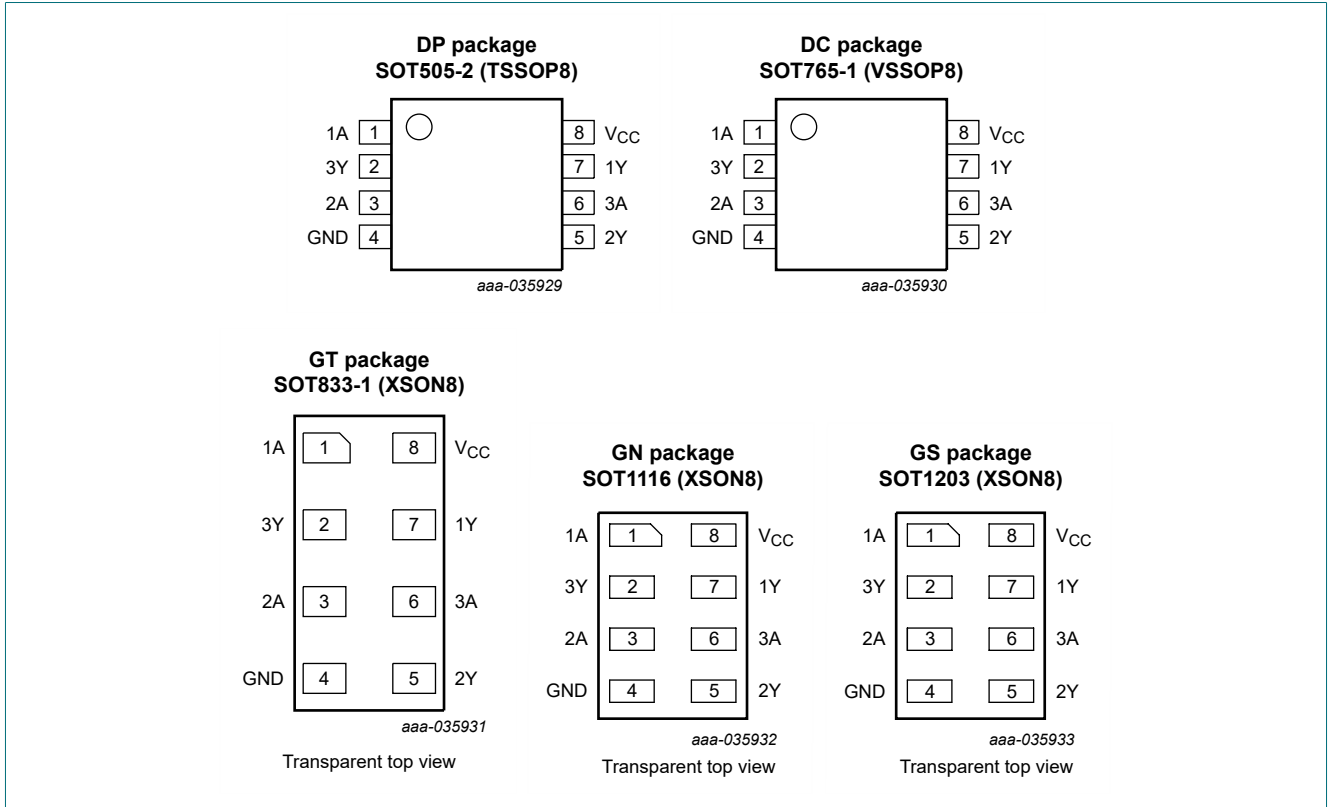 DP package
SOT505-2 (TSSOP8)
1A 1 8 VCC
3Y 2 7 1Y
2A 3 6 3A
GND 4 5 2Y
aaa-035929
DC package
SOT765-1 (VSSOP8)
1A 1 8 VCC
3Y 2 7 1Y
2A 3 6 3A
GND 4 5 2Y
aaa-035930
GT package
SOT833-1 (XSON8)
1A 1 8 VCC
3Y 2 7 1Y
2A 3 6 3A
GND 4 5 2Y
aaa-035931
Transparent top view
GN package
SOT1116 (XSON8)
1A 1 8 VCC
3Y 2 7 1Y
2A 3 6 3A
GND 4 5 2Y
aaa-035932
Transparent top view
GS package
SOT1203 (XSON8)
1A 1 8 VCC
3Y 2 7 1Y
2A 3 6 3A
GND 4 5 2Y
aaa-035933
Transparent top view